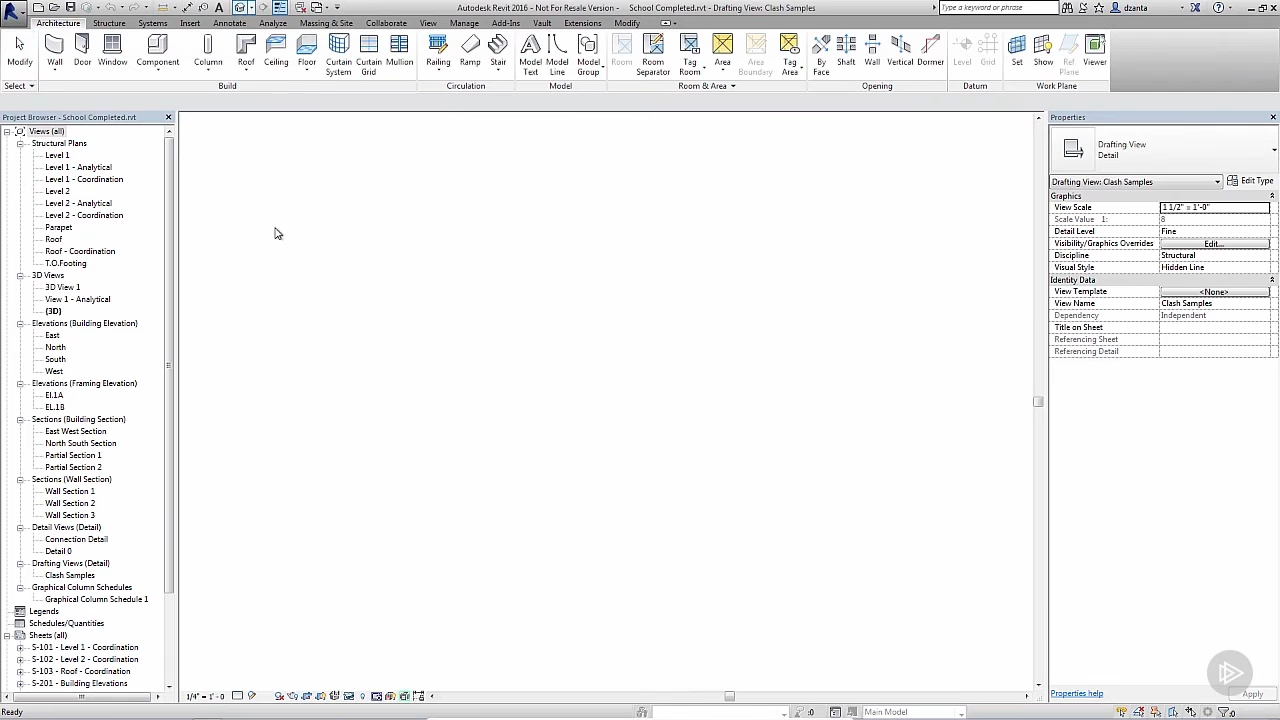 Autodesk Revit 2016 - Not For Resale Version - School Completed.rvt - Drafting View: Clash Samples
Type a keyword or phrase
dzanta
Architecture Structure Systems Insert Annotate Analyze Massing & Site Collaborate View Manage Add-Ins Vault Extensions Modify
Modify Wall Door Window Component Column Roof Ceiling Floor Curtain System Curtain Grid Mullion Railing Ramp Stair Model Text Model Line Model Group Room Room Separator Tag Room Area Area Boundary Tag Area By Face Shaft Wall Vertical Dormer Level Grid Set Show Ref Plane Viewer
Select Build Circulation Model Room & Area Opening Datum Work Plane
Project Browser - School Completed.rvt
Views (all)
Structural Plans
Level 1
Level 1 - Analytical
Level 1 - Coordination
Level 2
Level 2 - Analytical
Level 2 - Coordination
Parapet
Roof
Roof - Coordination
T.O.Footing
3D Views
3D View 1
View 1 - Analytical
{3D}
Elevations (Building Elevation)
East
North
South
West
Elevations (Framing Elevation)
El.1A
EL.1B
Sections (Building Section)
East West Section
North South Section
Partial Section 1
Partial Section 2
Sections (Wall Section)
Wall Section 1
Wall Section 2
Wall Section 3
Detail Views (Detail)
Connection Detail
Detail 0
Drafting Views (Detail)
Clash Samples
Graphical Column Schedules
Graphical Column Schedule 1
Legends
Schedules/Quantities
Sheets (all)
S-101 - Level 1 - Coordination
S-102 - Level 2 - Coordination
S-103 - Roof - Coordination
S-201 - Building Elevations
1/4" = 1'-0"
Properties
Drafting View
Detail
Drafting View: Clash Samples Edit Type
Graphics
View Scale 1 1/2" = 1'-0"
Scale Value 1: 8
Detail Level Fine
Visibility/Graphics Overrides Edit...
Discipline Structural
Visual Style Hidden Line
Identity Data
View Template <None>
View Name Clash Samples
Dependency Independent
Title on Sheet
Referencing Sheet
Referencing Detail
Properties help Apply
Ready
:0
Main Model
:0